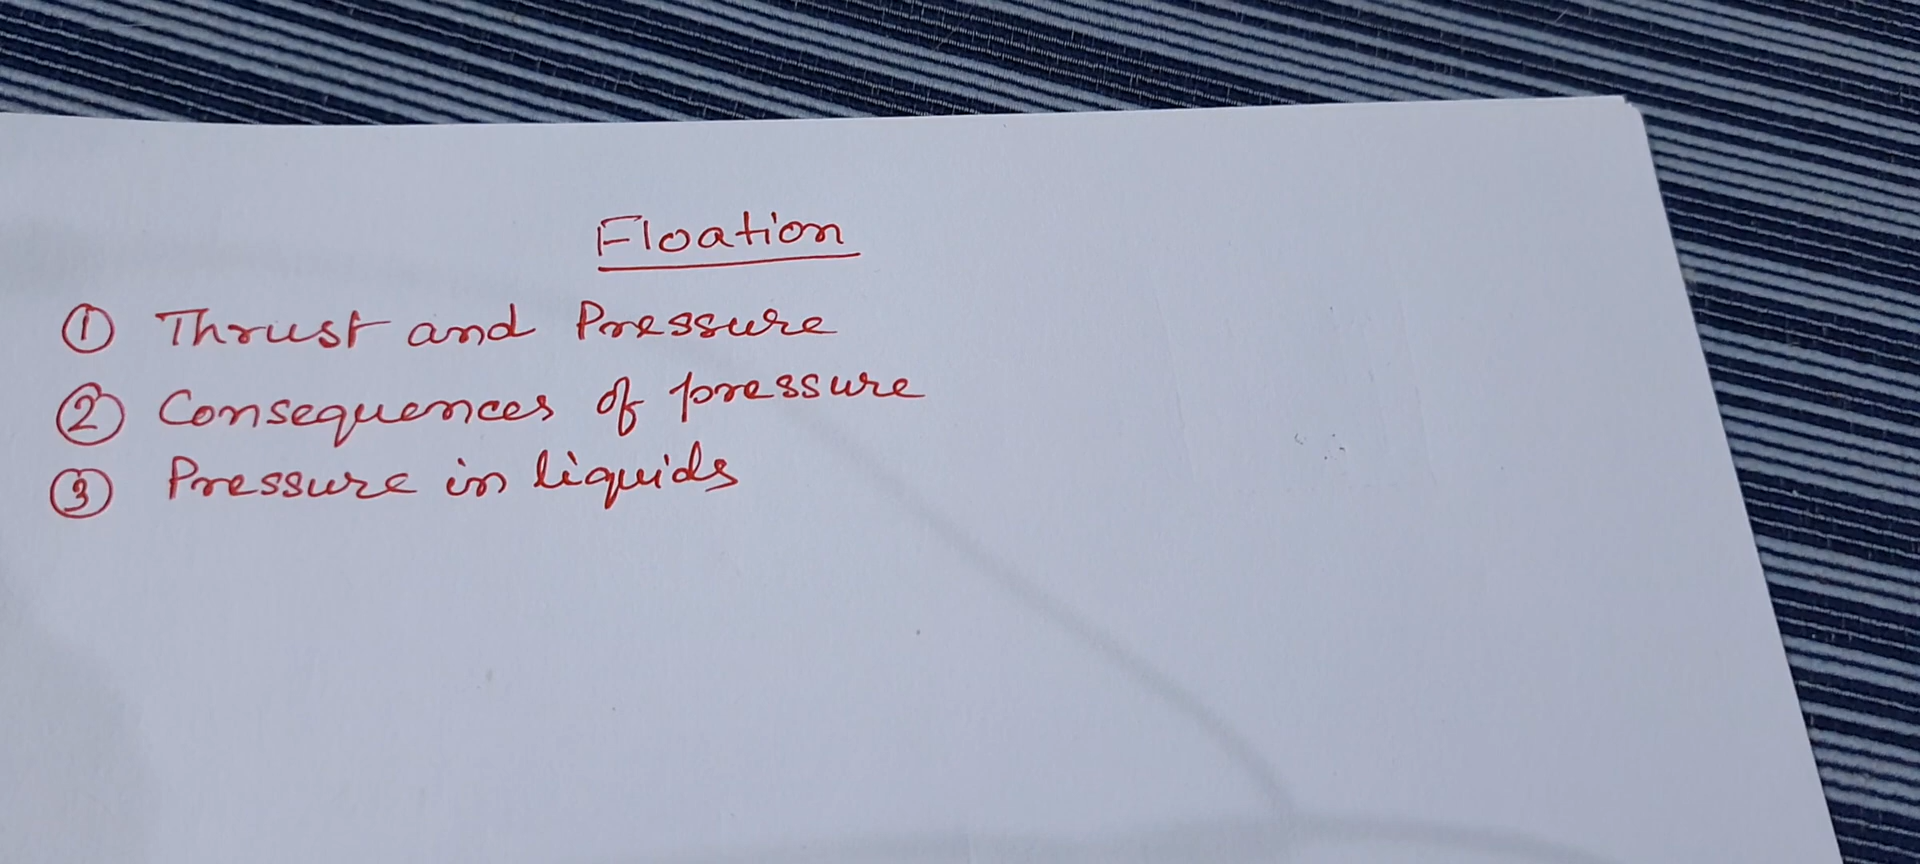 Floation
① Thrust and Pressure
② Consequences of pressure
③ Pressure in liquids